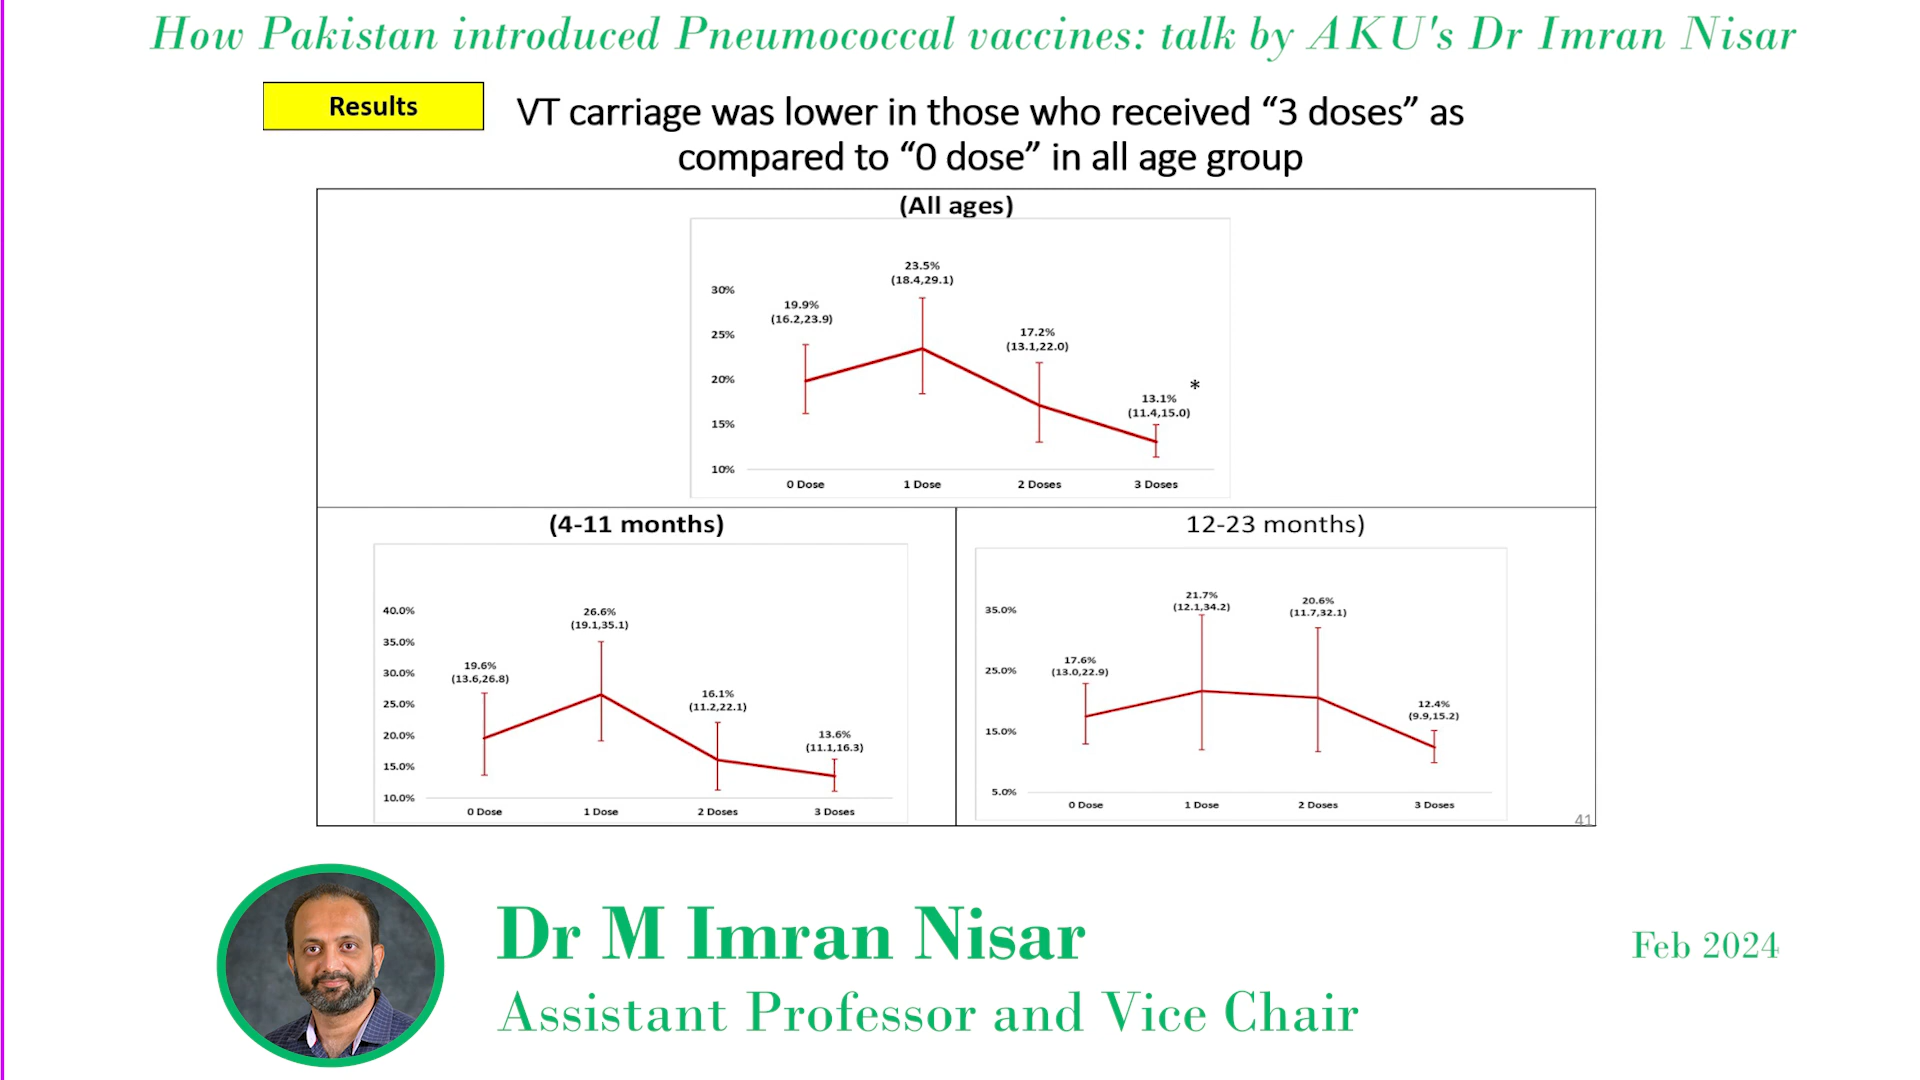 How Pakistan introduced Pneumococcal vaccines: talk by AKU's Dr Imran Nisar
Results
VT carriage was lower in those who received “3 doses” as
compared to “0 dose” in all age group
(All ages)
30%
25%
20%
15%
10%
19.9%
(16.2,23.9)
23.5%
(18.4,29.1)
17.2%
(13.1,22.0)
13.1%
(11.4,15.0)
*
0 Dose
1 Dose
2 Doses
3 Doses
(4-11 months)
40.0%
35.0%
30.0%
25.0%
20.0%
15.0%
10.0%
19.6%
(13.6,26.8)
26.6%
(19.1,35.1)
16.1%
(11.2,22.1)
13.6%
(11.1,16.3)
0 Dose
1 Dose
2 Doses
3 Doses
12-23 months)
35.0%
25.0%
15.0%
5.0%
17.6%
(13.0,22.9)
21.7%
(12.1,34.2)
20.6%
(11.7,32.1)
12.4%
(9.9,15.2)
0 Dose
1 Dose
2 Doses
3 Doses
41
Dr M Imran Nisar
Assistant Professor and Vice Chair
Feb 2024